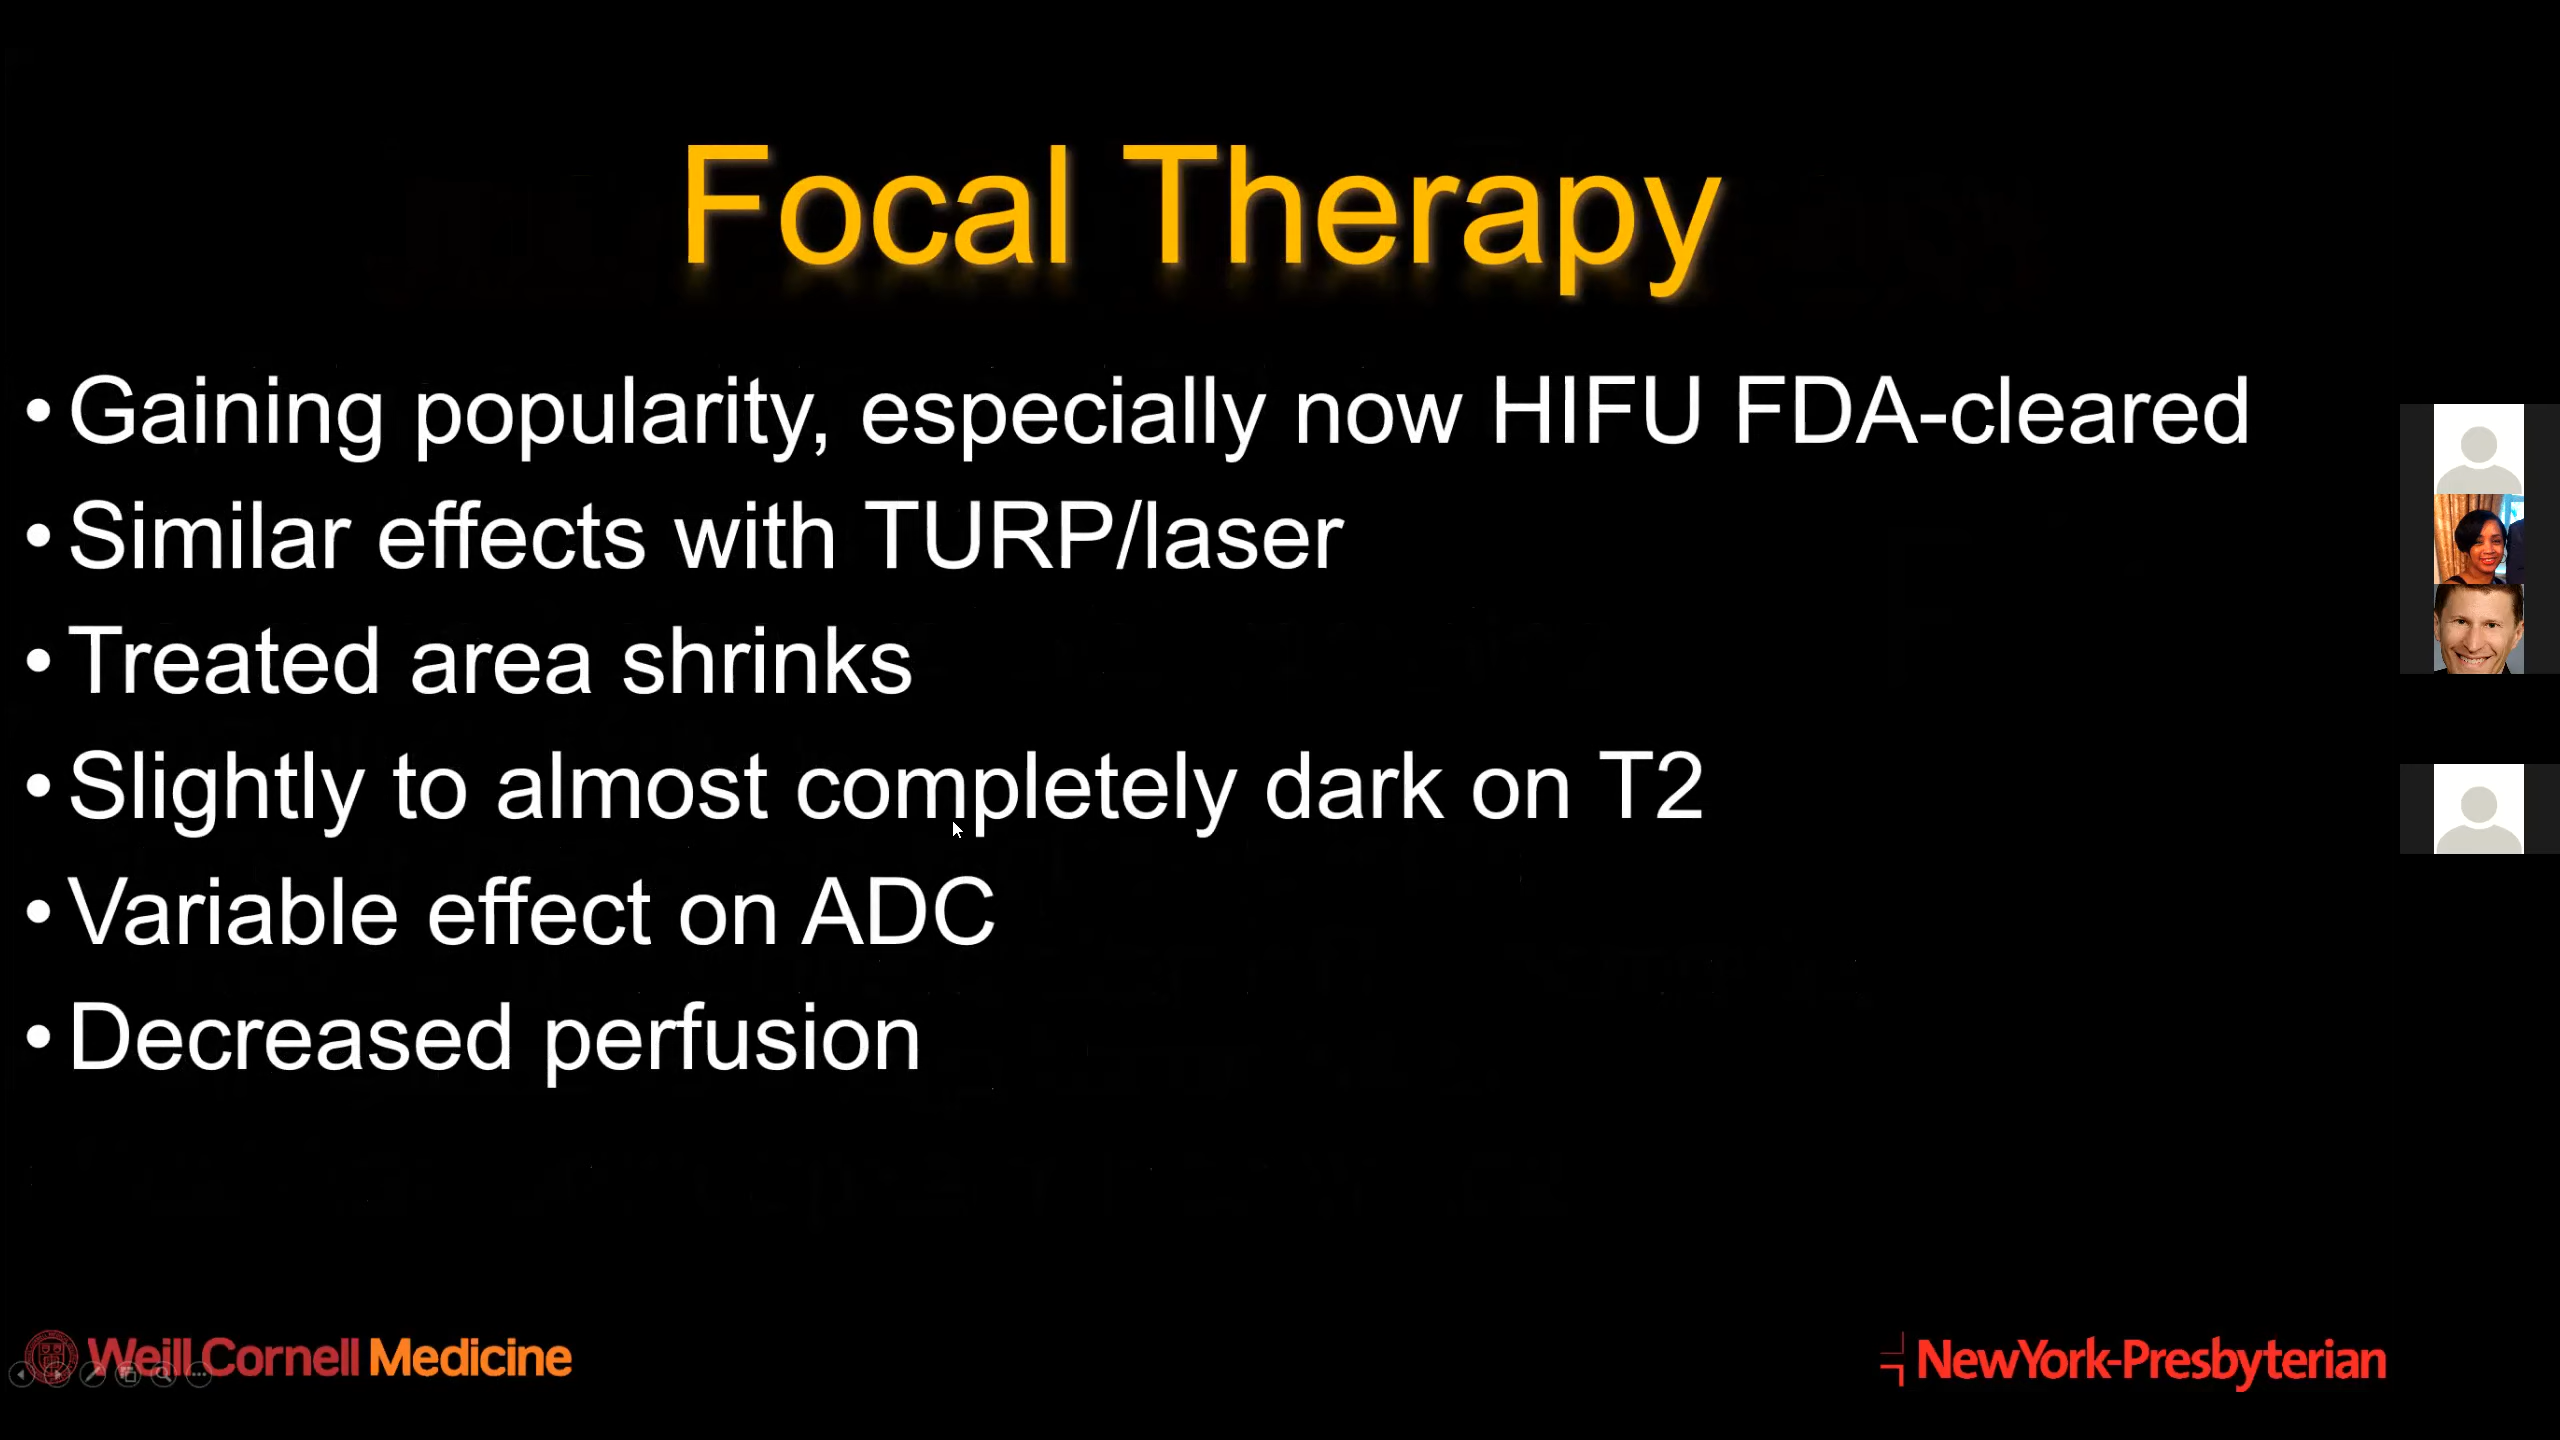 Focal Therapy
• Gaining popularity, especially now HIFU FDA-cleared
• Similar effects with TURP/laser
• Treated area shrinks
• Slightly to almost completely dark on T2
• Variable effect on ADC
• Decreased perfusion
Weill Cornell Medicine
NewYork-Presbyterian